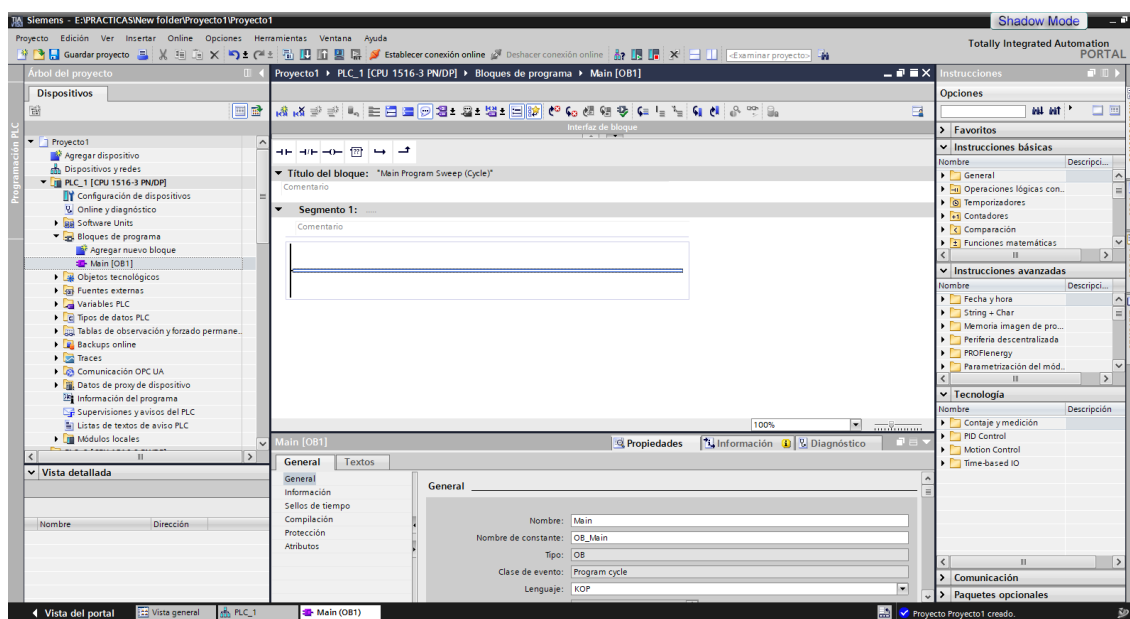 Siemens - E:\PRACTICAS\New folder\Proyecto1\Proyecto1
Shadow Mode
Proyecto Edición Ver Insertar Online Opciones Herramientas Ventana Ayuda
Totally Integrated Automation
PORTAL
Guardar proyecto
Establecer conexión online
Deshacer conexión online
<Examinar proyecto>
Árbol del proyecto
Proyecto1 PLC_1 [CPU 1516-3 PN/DP] Bloques de programa Main [OB1]
Instrucciones
Dispositivos
Programación PLC
Proyecto1
Agregar dispositivo
Dispositivos y redes
PLC_1 [CPU 1516-3 PN/DP]
Configuración de dispositivos
Online y diagnóstico
Software Units
Bloques de programa
Agregar nuevo bloque
Main [OB1]
Objetos tecnológicos
Fuentes externas
Variables PLC
Tipos de datos PLC
Tablas de observación y forzado permane..
Backups online
Traces
Comunicación OPC UA
Datos de proxy de dispositivo
Información del programa
Supervisiones y avisos del PLC
Listas de textos de aviso PLC
Módulos locales
Vista detallada
Nombre Dirección
Interfaz de bloque
Título del bloque: "Main Program Sweep (Cycle)"
Comentario
Segmento 1: .....
Comentario
100%
Main [OB1]
Propiedades Información Diagnóstico
General Textos
General
Información
Sellos de tiempo
Compilación
Protección
Atributos
General
Nombre: Main
Nombre de constante: OB_Main
Tipo: OB
Clase de evento: Program cycle
Lenguaje: KOP
Opciones
Favoritos
Instrucciones básicas
Nombre Descripci...
General
Operaciones lógicas con..
Temporizadores
Contadores
Comparación
Funciones matemáticas
Instrucciones avanzadas
Nombre Descripci...
Fecha y hora
String + Char
Memoria imagen de pro...
Periferia descentralizada
PROFIenergy
Parametrización del mód..
Tecnología
Nombre Descripción
Contaje y medición
PID Control
Motion Control
Time-based IO
Comunicación
Paquetes opcionales
Vista del portal Vista general PLC_1 Main (OB1)
Proyecto Proyecto1 creado.